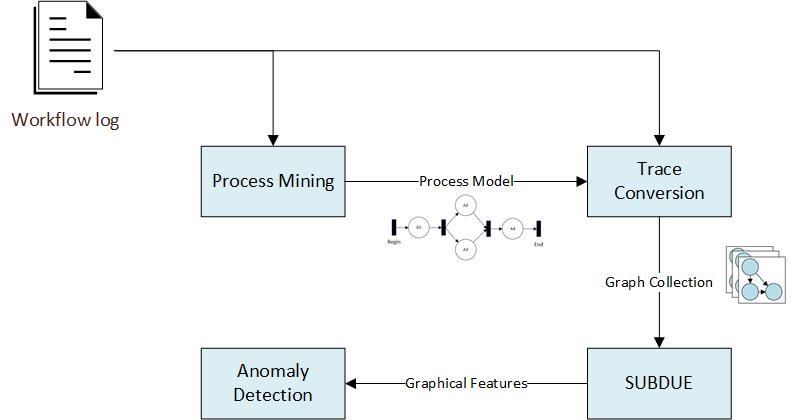 Workflow log
Process Mining
Process Model
Trace
Conversion
Begin
A1
A2
A3
A4
End
Graph Collection
Anomaly
Detection
Graphical Features
SUBDUE